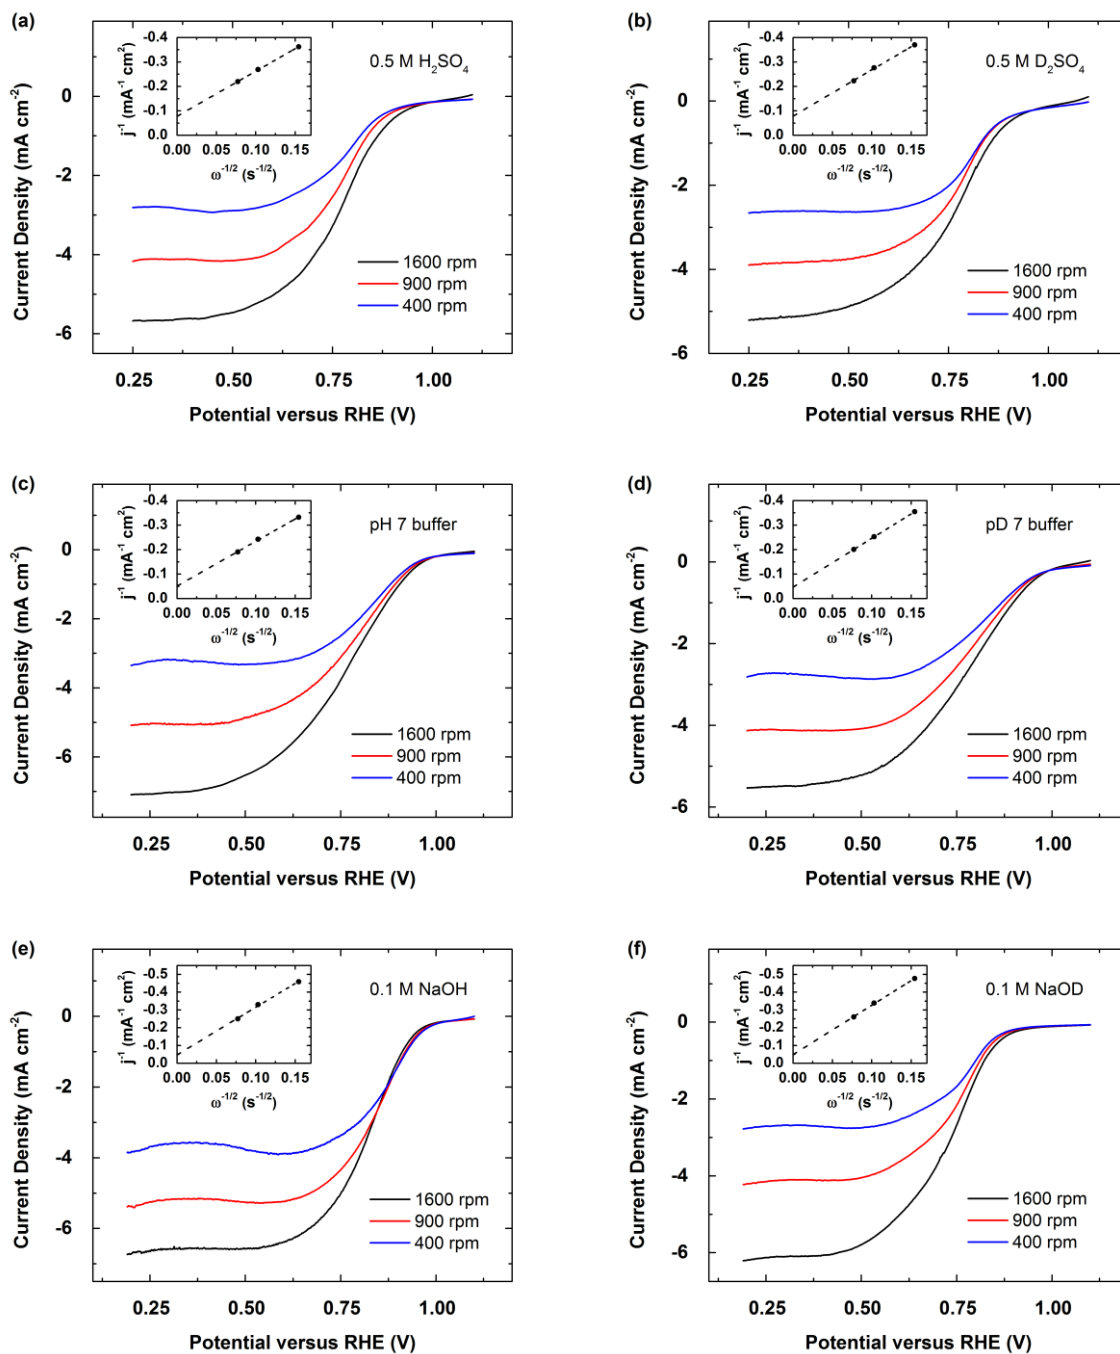 (a)
0.5 M H₂SO₄
j⁻¹ (mA⁻¹ cm²)
-0.4
-0.3
-0.2
-0.1
0.0
0.00 0.05 0.10 0.15
ω⁻¹/² (s⁻¹/²)
Current Density (mA cm⁻²)
0
-2
-4
-6
1600 rpm
900 rpm
400 rpm
0.25 0.50 0.75 1.00
Potential versus RHE (V)
(b)
0.5 M D₂SO₄
j⁻¹ (mA⁻¹ cm²)
-0.4
-0.3
-0.2
-0.1
0.0
0.00 0.05 0.10 0.15
ω⁻¹/² (s⁻¹/²)
Current Density (mA cm⁻²)
0
-2
-4
-6
1600 rpm
900 rpm
400 rpm
0.25 0.50 0.75 1.00
Potential versus RHE (V)
(c)
pH 7 buffer
j⁻¹ (mA⁻¹ cm²)
-0.4
-0.3
-0.2
-0.1
0.0
0.00 0.05 0.10 0.15
ω⁻¹/² (s⁻¹/²)
Current Density (mA cm⁻²)
0
-2
-4
-6
1600 rpm
900 rpm
400 rpm
0.25 0.50 0.75 1.00
Potential versus RHE (V)
(d)
pD 7 buffer
j⁻¹ (mA⁻¹ cm²)
-0.4
-0.3
-0.2
-0.1
0.0
0.00 0.05 0.10 0.15
ω⁻¹/² (s⁻¹/²)
Current Density (mA cm⁻²)
0
-2
-4
-6
1600 rpm
900 rpm
400 rpm
0.25 0.50 0.75 1.00
Potential versus RHE (V)
(e)
0.1 M NaOH
j⁻¹ (mA⁻¹ cm²)
-0.5
-0.4
-0.3
-0.2
-0.1
0.0
0.00 0.05 0.10 0.15
ω⁻¹/² (s⁻¹/²)
Current Density (mA cm⁻²)
0
-2
-4
-6
1600 rpm
900 rpm
400 rpm
0.25 0.50 0.75 1.00
Potential versus RHE (V)
(f)
0.1 M NaOD
j⁻¹ (mA⁻¹ cm²)
-0.5
-0.4
-0.3
-0.2
-0.1
0.0
0.00 0.05 0.10 0.15
ω⁻¹/² (s⁻¹/²)
Current Density (mA cm⁻²)
0
-2
-4
-6
1600 rpm
900 rpm
400 rpm
0.25 0.50 0.75 1.00
Potential versus RHE (V)